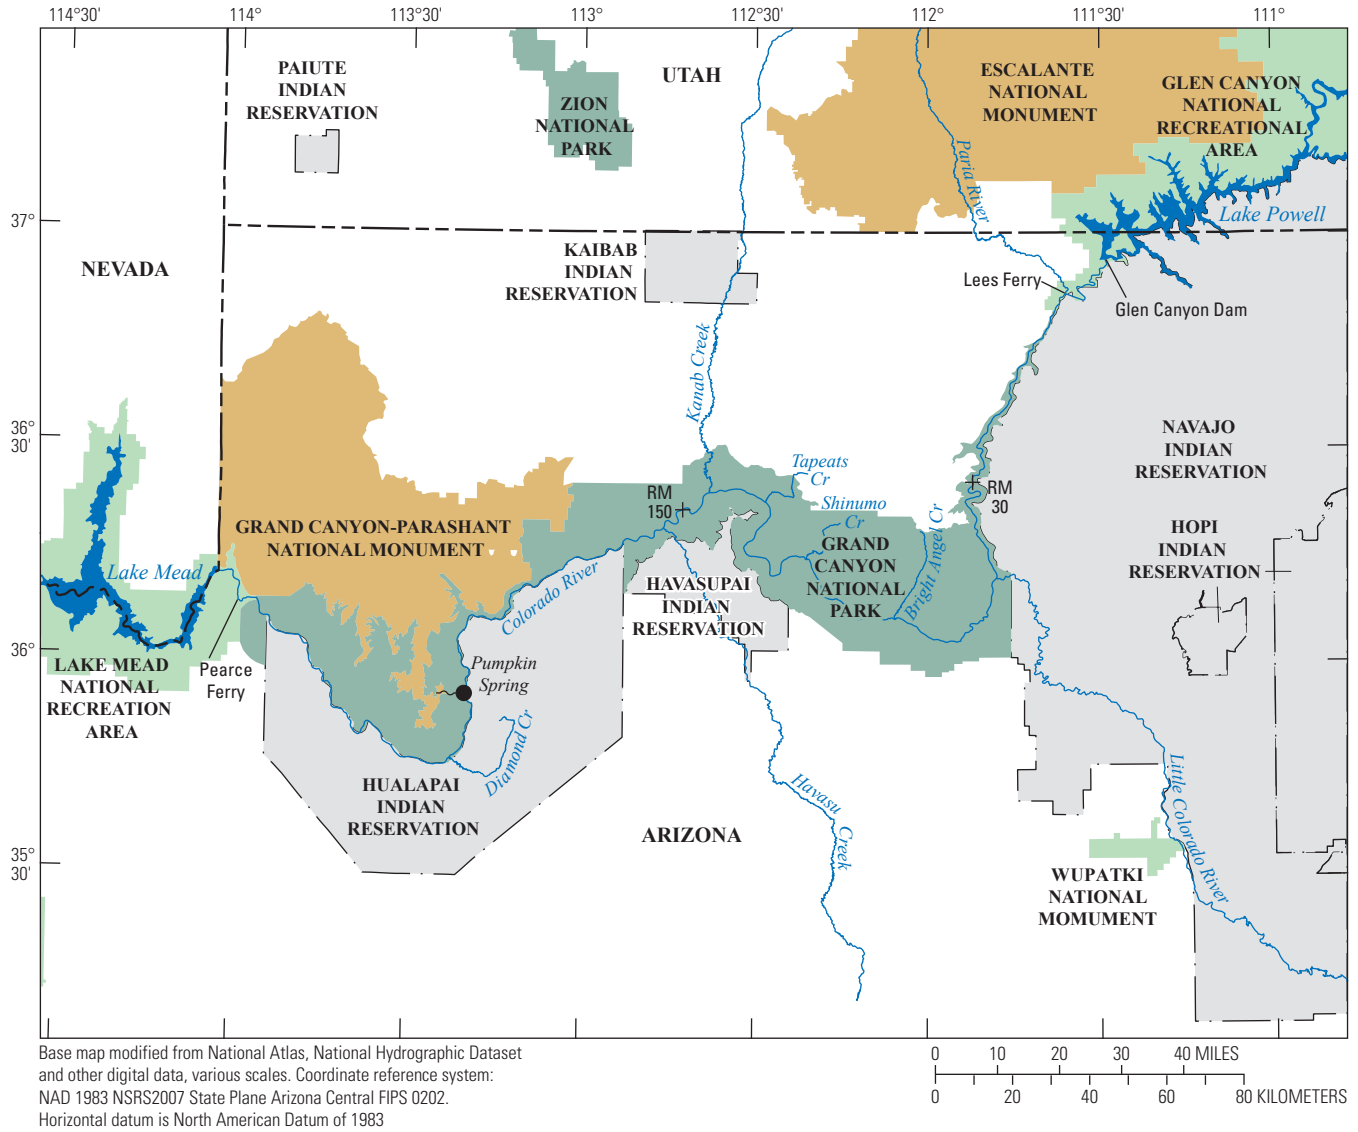 114°30'
114°
113°30'
113°
112°30'
112°
111°30'
111°
PAIUTE
INDIAN
RESERVATION
UTAH
ZION
NATIONAL
PARK
ESCALANTE
NATIONAL
MONUMENT
GLEN CANYON
NATIONAL
RECREATIONAL
AREA
Paria River
Lake Powell
37°
NEVADA
KAIBAB
INDIAN
RESERVATION
Lees Ferry
Glen Canyon Dam
Kanab Creek
36°
30'
NAVAJO
INDIAN
RESERVATION
Tapeats
Cr
RM
150
Shinumo
Cr
RM
30
Bright Angel Cr
GRAND CANYON-PARASHANT
NATIONAL MONUMENT
GRAND
CANYON
NATIONAL
PARK
HOPI
INDIAN
RESERVATION
Lake Mead
Colorado River
HAVASUPAI
INDIAN
RESERVATION
36°
LAKE MEAD
NATIONAL
RECREATION
AREA
Pearce
Ferry
Pumpkin
Spring
Diamond Cr
HUALAPAI
INDIAN
RESERVATION
Havasu
Creek
ARIZONA
Little Colorado River
35°
30'
WUPATKI
NATIONAL
MOMUMENT
Base map modified from National Atlas, National Hydrographic Dataset
and other digital data, various scales. Coordinate reference system:
NAD 1983 NSRS2007 State Plane Arizona Central FIPS 0202.
Horizontal datum is North American Datum of 1983
0 10 20 30 40 MILES
0 20 40 60 80 KILOMETERS